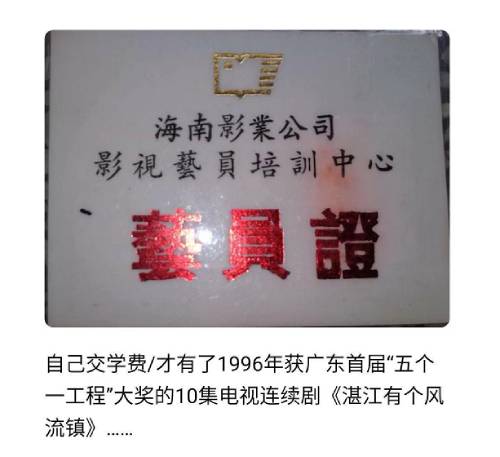 海南影業公司
影視藝員培訓中心
藝員證
自己交学费/才有了1996年获广东首届“五个
一工程”大奖的10集电视连续剧《湛江有个风
流镇》……